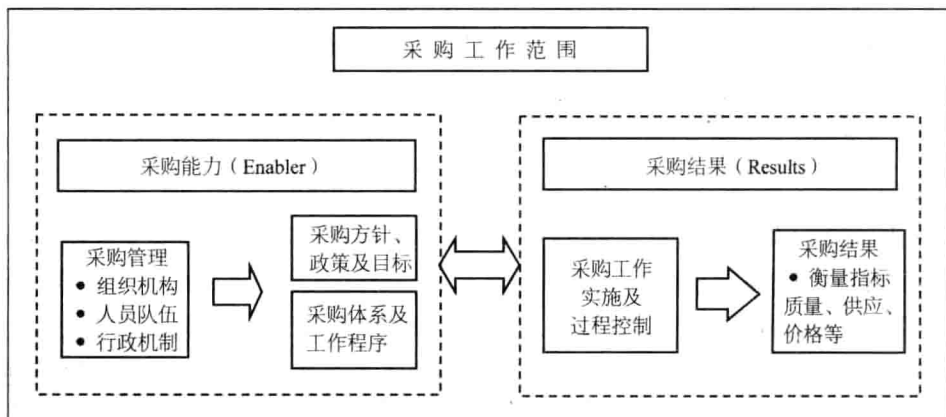 采购工作范围
采购能力（Enabler）
采购管理
● 组织机构
● 人员队伍
● 行政机制
采购方针、
政策及目标
采购体系及
工作程序
采购结果（Results）
采购工作
实施及
过程控制
采购结果
● 衡量指标
质量、供应、
价格等